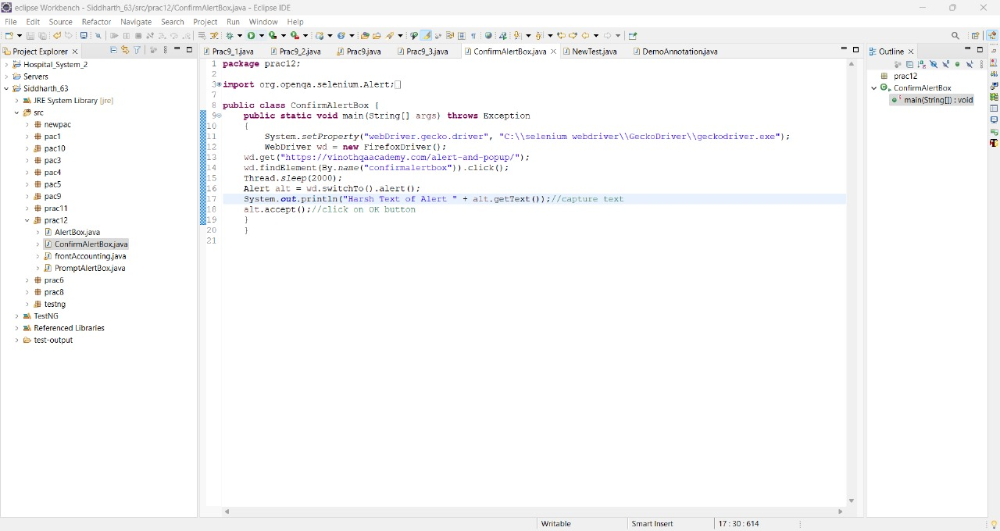 eclipse Workbench - Siddharth_63/src/prac12/ConfirmAlertBox.java - Eclipse IDE
File Edit Source Refactor Navigate Search Project Run Window Help
Project Explorer
Hospital_System_2
Servers
Siddharth_63
JRE System Library [jre]
src
newpac
pac1
pac10
pac3
pac4
pac5
pac9
prac11
prac12
AlertBox.java
ConfirmAlertBox.java
frontAccounting.java
PromptAlertBox.java
prac6
prac8
testng
TestNG
Referenced Libraries
test-output
Prac9_1.java Prac9_2.java Prac9.java Prac9_3.java ConfirmAlertBox.java NewTest.java DemoAnnotation.java
1 package prac12;
2
3 import org.openqa.selenium.Alert;
7
8 public class ConfirmAlertBox {
9 public static void main(String[] args) throws Exception
10 {
11 System.setProperty("webDriver.gecko.driver", "C:\\selenium webdriver\\GeckoDriver\\geckodriver.exe");
12 WebDriver wd = new FirefoxDriver();
13 wd.get("https://vinothqaacademy.com/alert-and-popup/");
14 wd.findElement(By.name("confirmalertbox")).click();
15 Thread.sleep(2000);
16 Alert alt = wd.switchTo().alert();
17 System.out.println("Harsh Text of Alert " + alt.getText());//capture text
18 alt.accept();//click on OK button
19 }
20 }
21
Outline
prac12
ConfirmAlertBox
main(String[]) : void
Writable Smart Insert 17 : 30 : 614